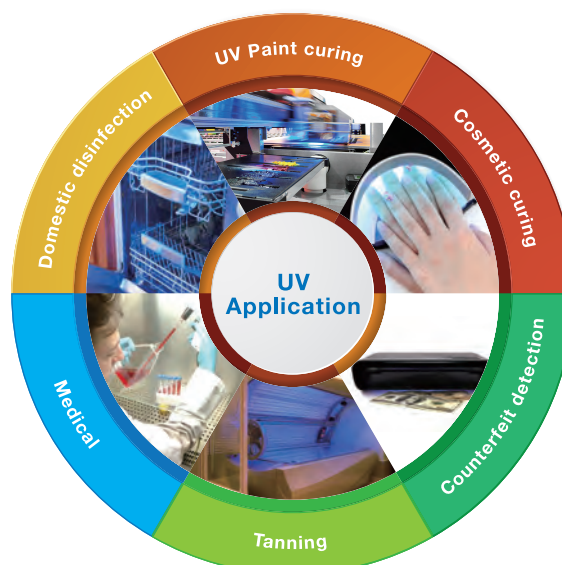 UV Paint curing
Cosmetic curing
Counterfeit detection
Tanning
Medical
Domestic disinfection
UV
Application